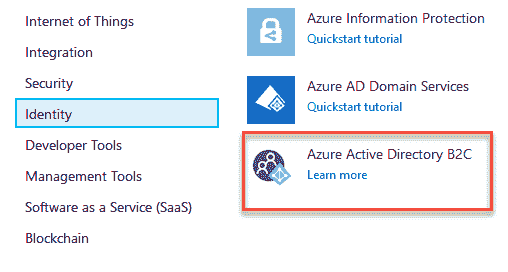 Internet of Things
Integration
Security
Identity
Developer Tools
Management Tools
Software as a Service (SaaS)
Blockchain
Azure Information Protection
Quickstart tutorial
Azure AD Domain Services
Quickstart tutorial
Azure Active Directory B2C
Learn more